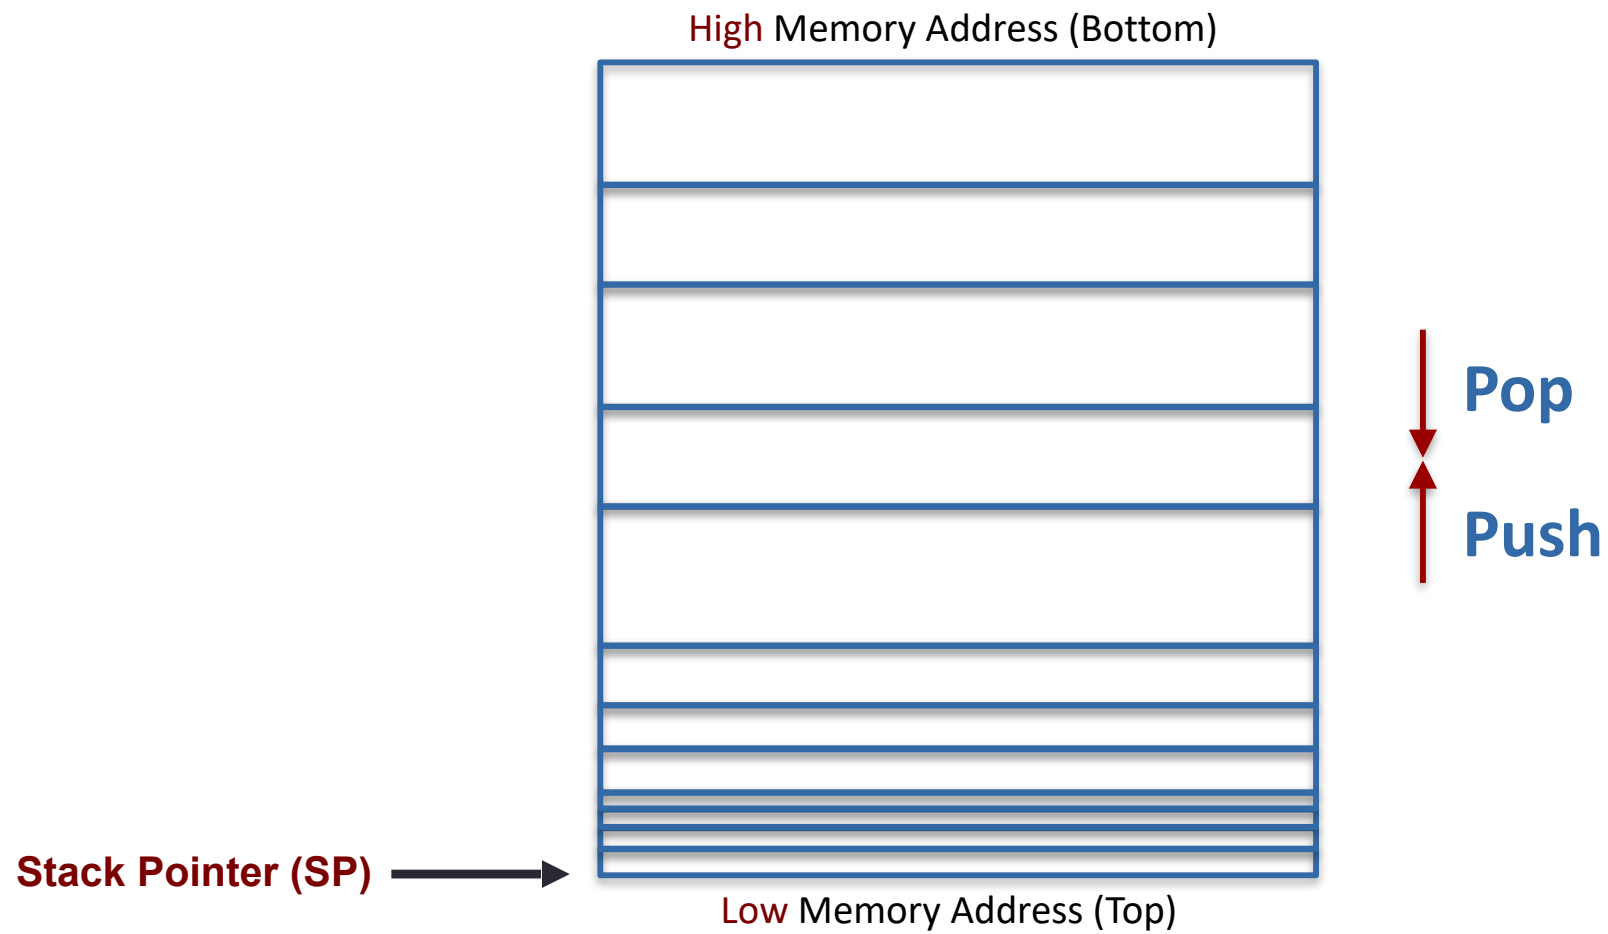 High Memory Address (Bottom)
Pop
Push
Stack Pointer (SP)
Low Memory Address (Top)